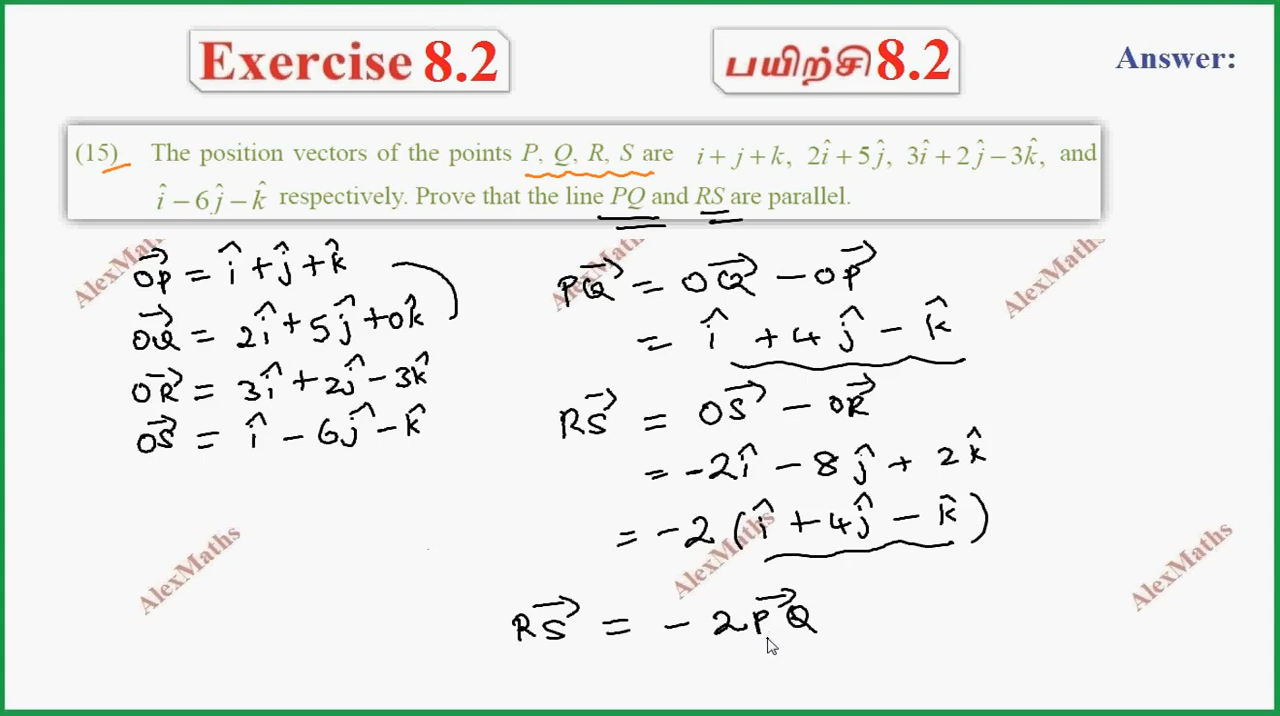 Exercise 8.2
பயிற்சி 8.2
Answer:
(15) The position vectors of the points P, Q, R, S are i + j + k, 2î + 5ĵ, 3î + 2ĵ − 3k̂, and
î − 6ĵ − k̂ respectively. Prove that the line PQ and RS are parallel.
OP⃗ = î + ĵ + k̂
OQ⃗ = 2î + 5ĵ + 0k̂
OR⃗ = 3î + 2ĵ − 3k̂
OS⃗ = î − 6ĵ − k̂
PQ⃗ = OQ⃗ − OP⃗
= î + 4ĵ − k̂
RS⃗ = OS⃗ − OR⃗
= −2î − 8ĵ + 2k̂
= −2 (î + 4ĵ − k̂)
RS⃗ = − 2PQ⃗
AlexMaths
AlexMaths
AlexMaths
AlexMaths
AlexMaths
AlexMaths